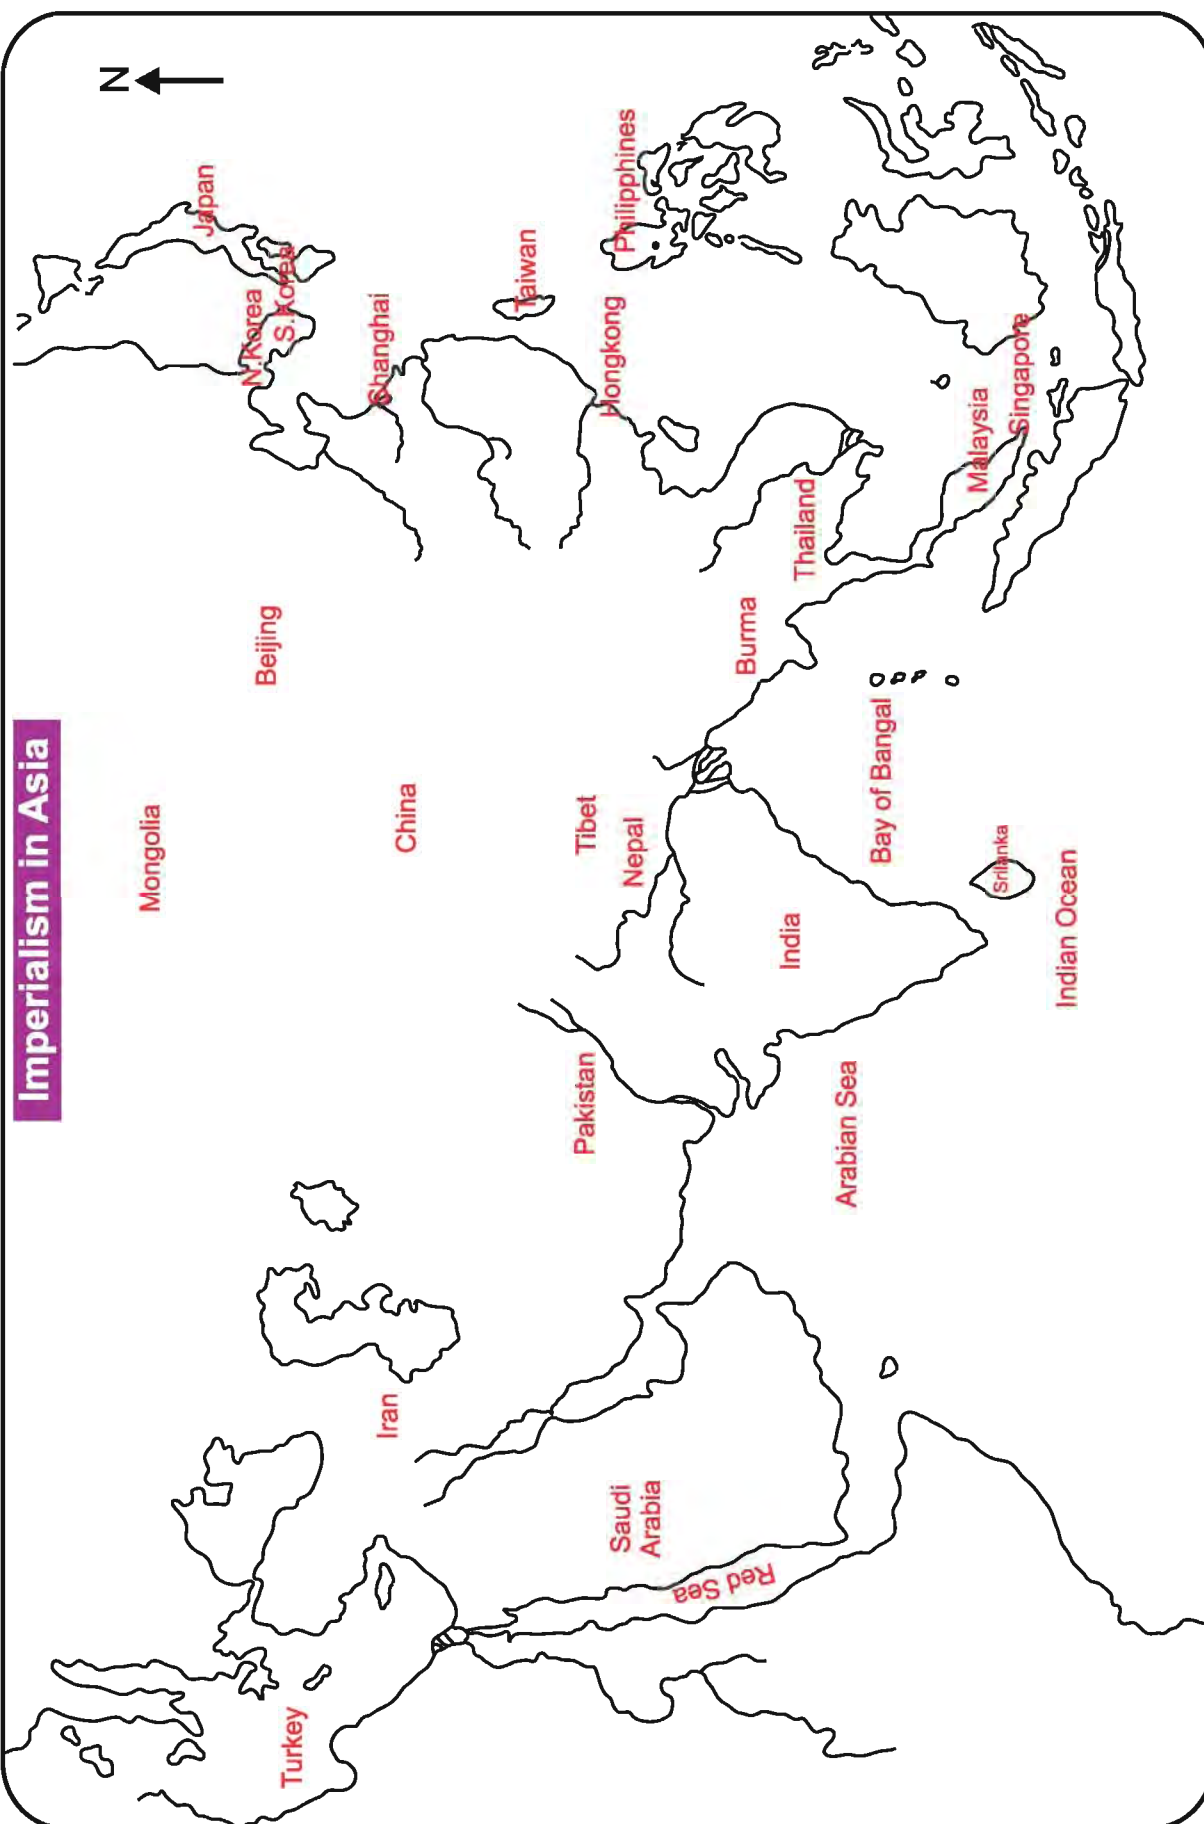 Imperialism in Asia
N
Mongolia
Japan
N.Korea
S.Korea
Beijing
Shanghai
China
Taiwan
Turkey
Iran
Pakistan
Tibet
Nepal
Hongkong
Philipphines
Saudi
Arabia
Red Sea
India
Burma
Thailand
Arabian Sea
Bay of Bangal
Malaysia
Singapore
Srilanka
Indian Ocean